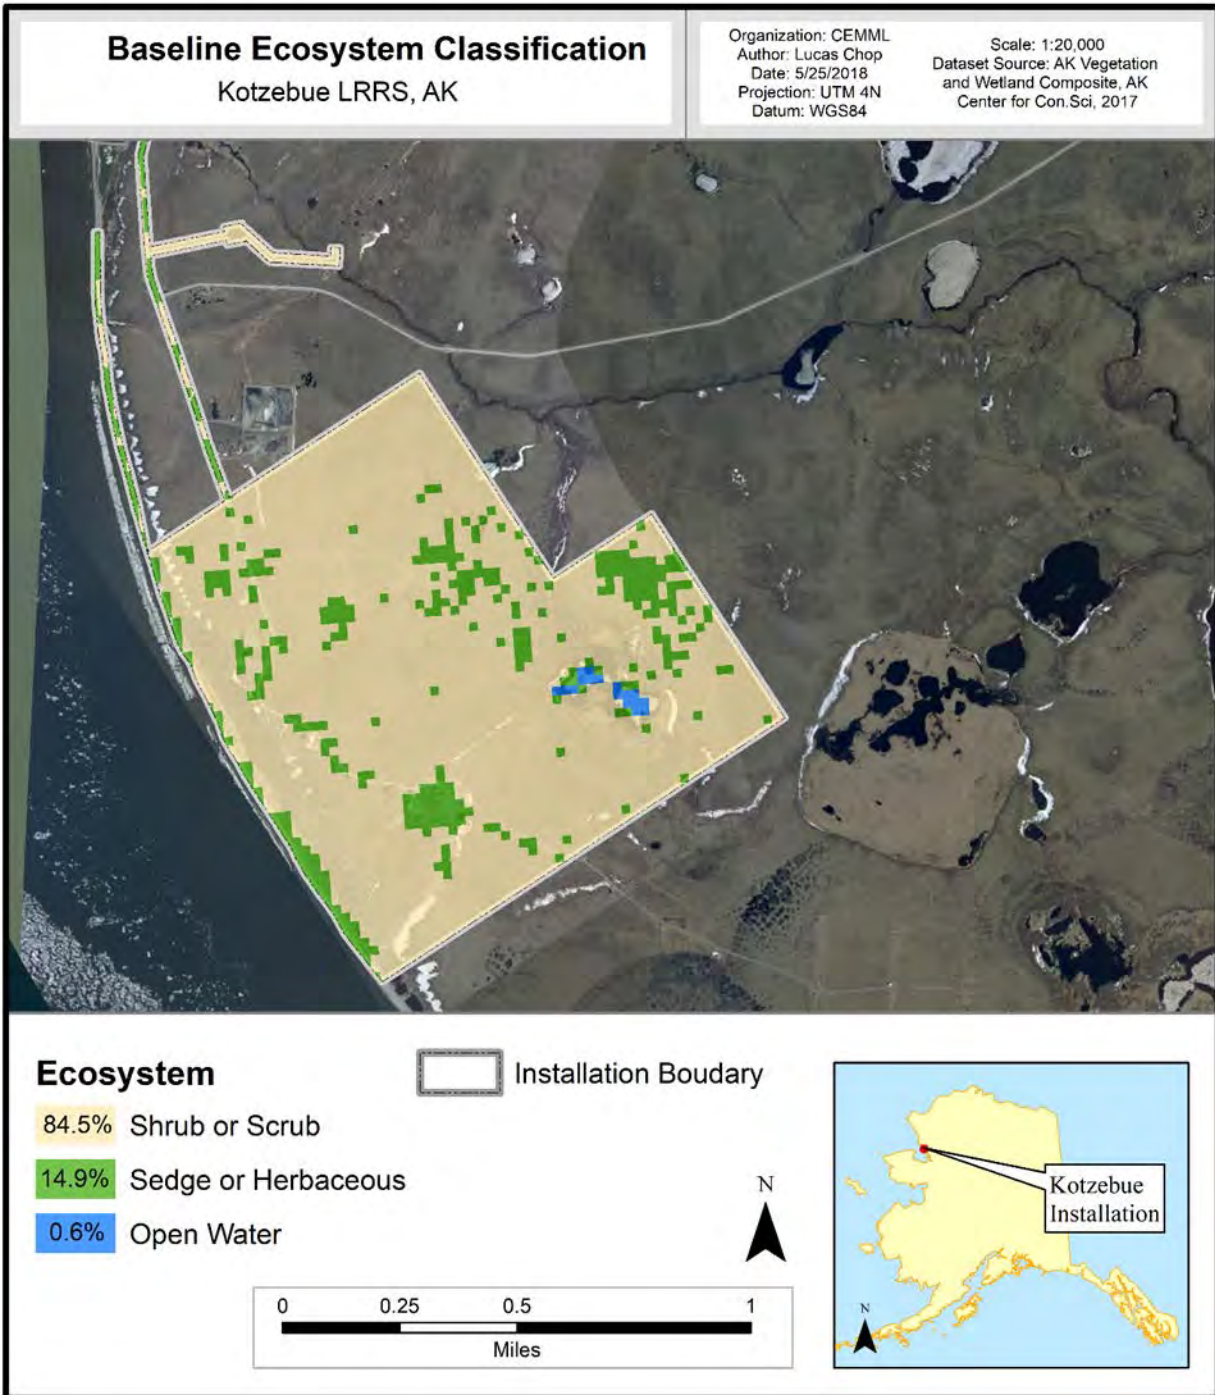 Baseline Ecosystem Classification
Kotzebue LRRS, AK
Organization: CEMML
Author: Lucas Chop
Date: 5/25/2018
Projection: UTM 4N
Datum: WGS84
Scale: 1:20,000
Dataset Source: AK Vegetation
and Wetland Composite, AK
Center for Con.Sci, 2017
Ecosystem
84.5% Shrub or Scrub
14.9% Sedge or Herbaceous
0.6% Open Water
Installation Boudary
N
0 0.25 0.5 1
Miles
Kotzebue
Installation
N